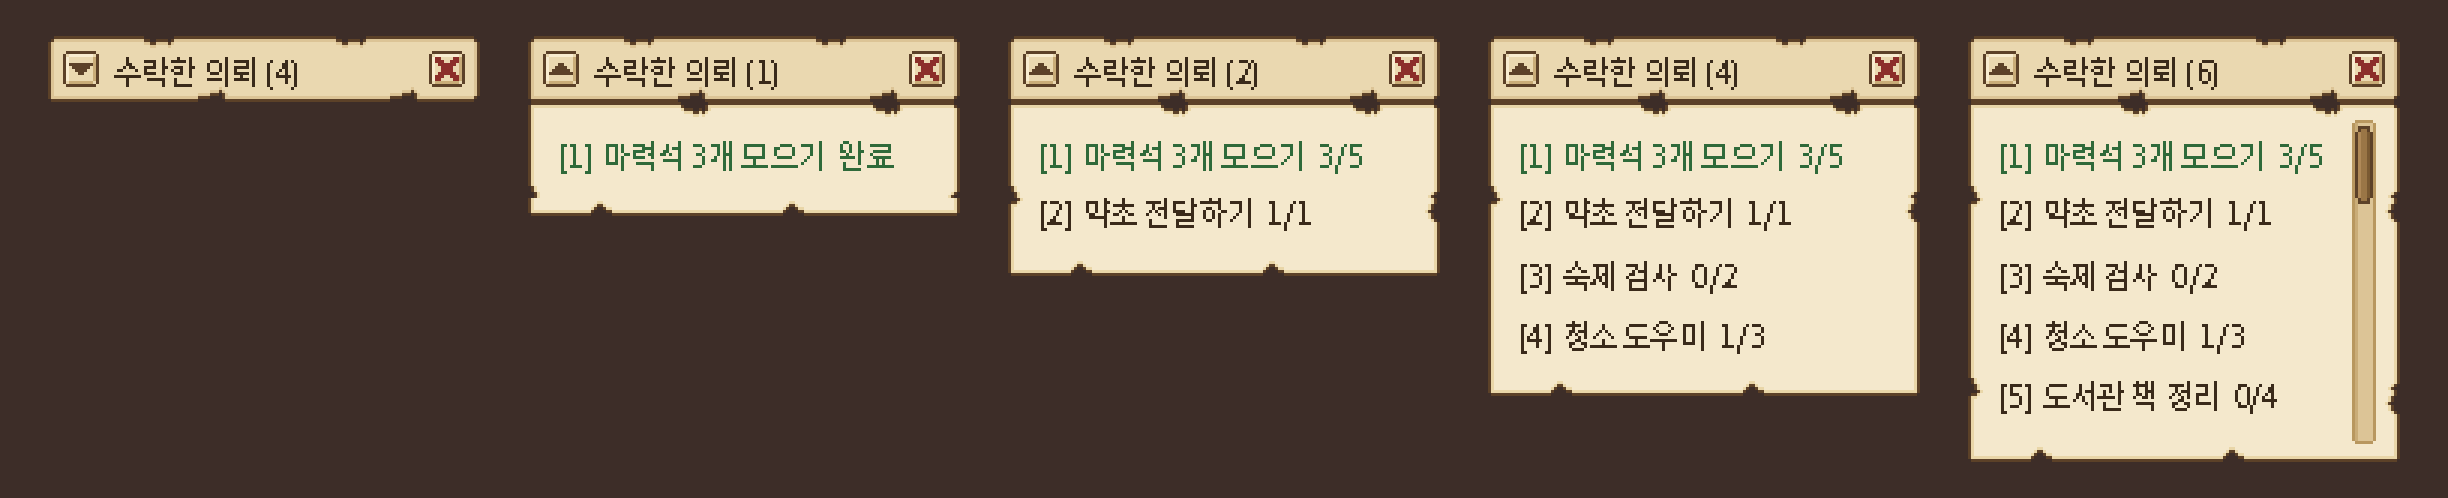 수락한 의뢰 (4)
수락한 의뢰 (1)
[1] 마력석 3개 모으기 완료
수락한 의뢰 (2)
[1] 마력석 3개 모으기 3/5
[2] 약초 전달하기 1/1
수락한 의뢰 (4)
[1] 마력석 3개 모으기 3/5
[2] 약초 전달하기 1/1
[3] 숙제 검사 0/2
[4] 청소 도우미 1/3
수락한 의뢰 (6)
[1] 마력석 3개 모으기 3/5
[2] 약초 전달하기 1/1
[3] 숙제 검사 0/2
[4] 청소 도우미 1/3
[5] 도서관 책 정리 0/4